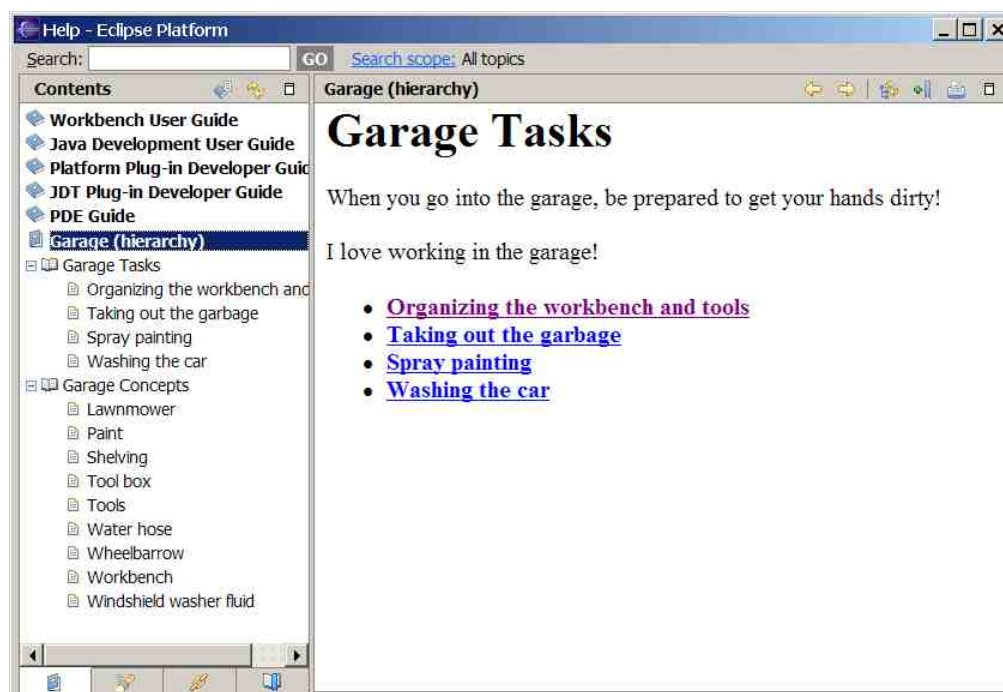 Help - Eclipse Platform
Search: GO Search scope: All topics
Contents
Workbench User Guide
Java Development User Guide
Platform Plug-in Developer Guid
JDT Plug-in Developer Guide
PDE Guide
Garage (hierarchy)
Garage Tasks
Organizing the workbench and
Taking out the garbage
Spray painting
Washing the car
Garage Concepts
Lawnmower
Paint
Shelving
Tool box
Tools
Water hose
Wheelbarrow
Workbench
Windshield washer fluid
Garage (hierarchy)
Garage Tasks
When you go into the garage, be prepared to get your hands dirty!
I love working in the garage!
Organizing the workbench and tools
Taking out the garbage
Spray painting
Washing the car